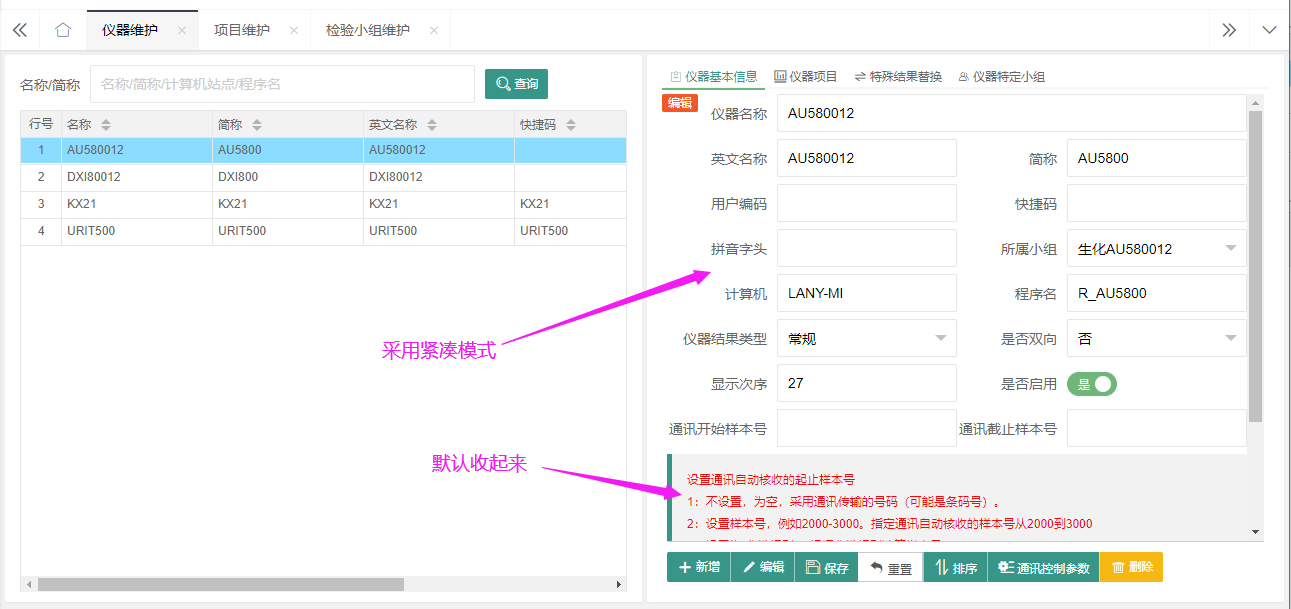 仪器维护
项目维护
检验小组维护
名称/简称
名称/简称/计算机站点/程序名
查询
行号 名称 简称 英文名称 快捷码
1 AU580012 AU5800 AU580012
2 DXI80012 DXI800 DXI80012
3 KX21 KX21 KX21 KX21
4 URIT500 URIT500 URIT500 URIT500
采用紧凑模式
默认收起来
仪器基本信息 仪器项目 特殊结果替换 仪器特定小组
编辑
仪器名称 AU580012
英文名称 AU580012 简称 AU5800
用户编码 快捷码
拼音字头 所属小组 生化AU580012
计算机 LANY-MI 程序名 R_AU5800
仪器结果类型 常规 是否双向 否
显示次序 27 是否启用 是
通讯开始样本号 通讯截止样本号
设置通讯自动核收的起止样本号
1：不设置，为空，采用通讯传输的号码（可能是条码号）。
2：设置样本号，例如2000-3000。指定通讯自动核收的样本号从2000到3000
新增 编辑 保存 重置 排序 通讯控制参数 删除